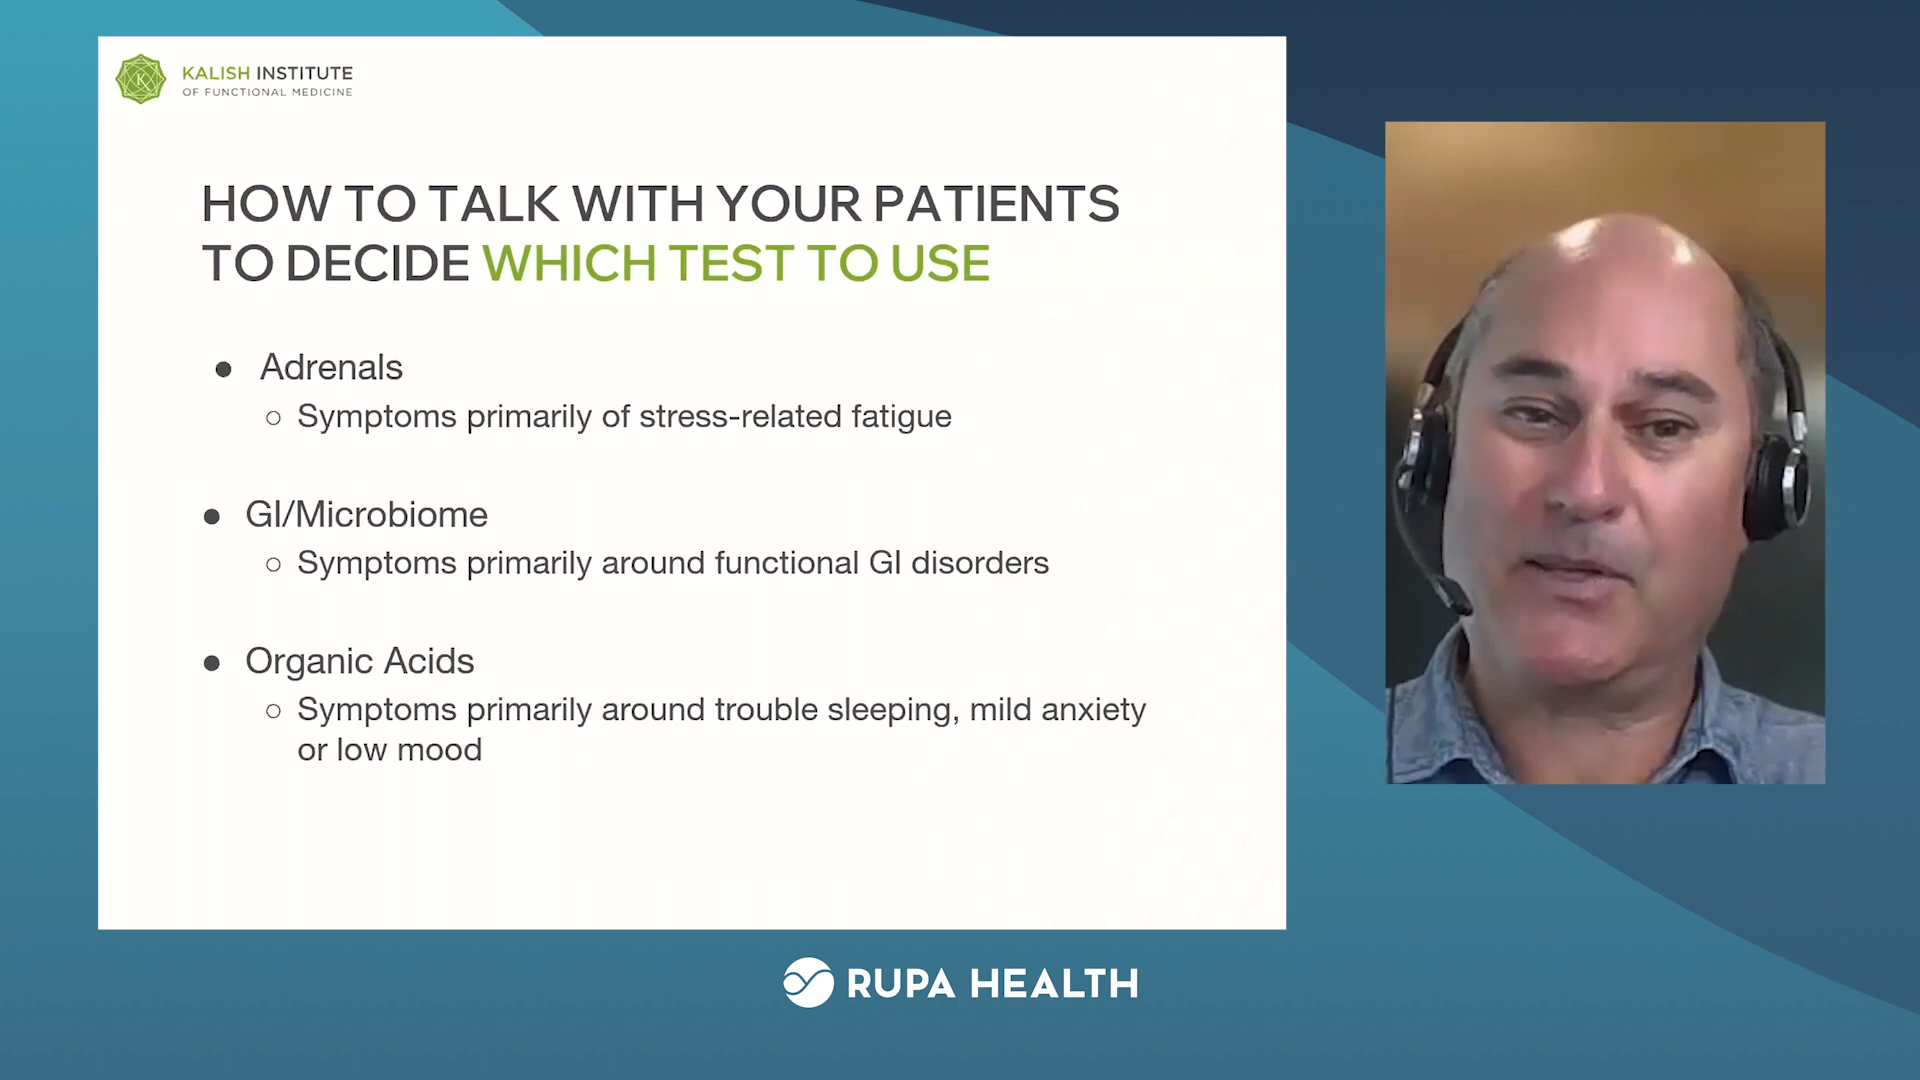 KALISH INSTITUTE
OF FUNCTIONAL MEDICINE
HOW TO TALK WITH YOUR PATIENTS
TO DECIDE WHICH TEST TO USE
● Adrenals
○ Symptoms primarily of stress-related fatigue
● GI/Microbiome
○ Symptoms primarily around functional GI disorders
● Organic Acids
○ Symptoms primarily around trouble sleeping, mild anxiety
or low mood
RUPA HEALTH